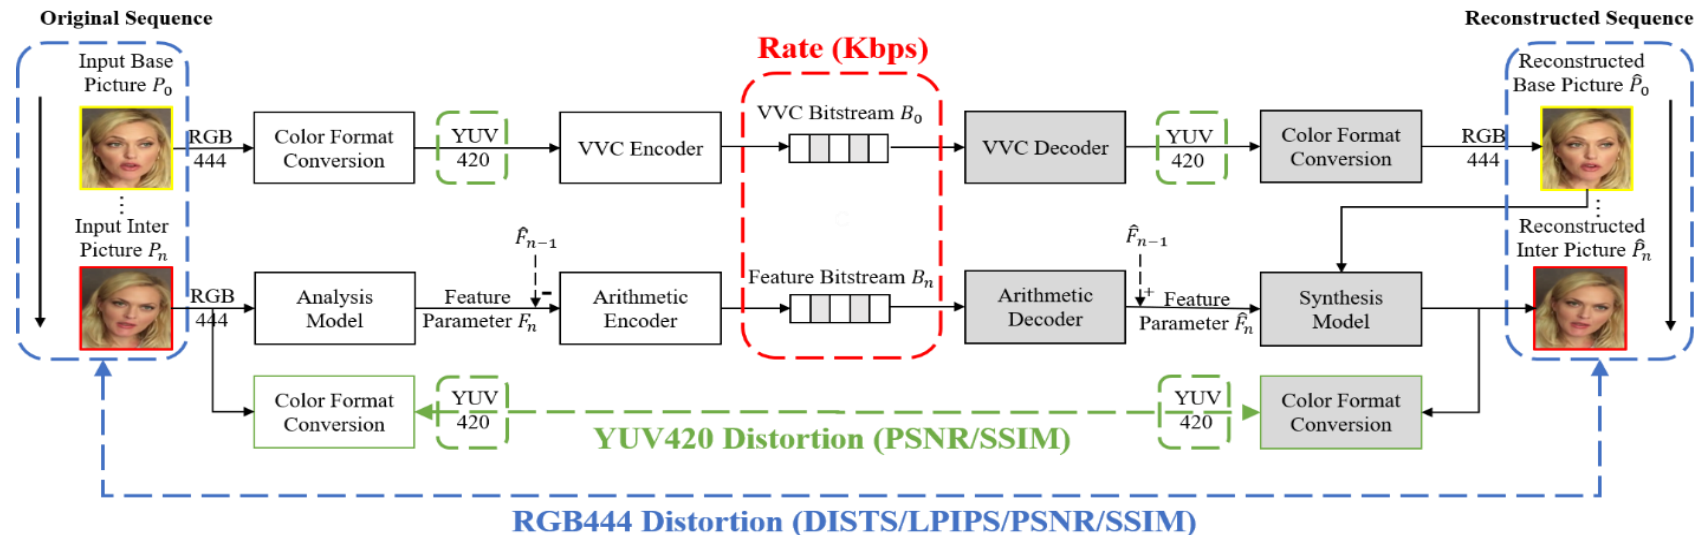 Original Sequence
Reconstructed Sequence
Rate (Kbps)
Input Base
Picture P₀
RGB
444
Color Format
Conversion
YUV
420
VVC Encoder
VVC Bitstream B₀
VVC Decoder
YUV
420
Color Format
Conversion
RGB
444
Reconstructed
Base Picture P̂₀
Input Inter
Picture Pₙ
RGB
444
Analysis
Model
Feature
Parameter Fₙ
F̂ₙ₋₁
-
Arithmetic
Encoder
Feature Bitstream Bₙ
Arithmetic
Decoder
F̂ₙ₋₁
+
Feature
Parameter F̂ₙ
Synthesis
Model
Reconstructed
Inter Picture P̂ₙ
Color Format
Conversion
YUV
420
YUV
420
Color Format
Conversion
YUV420 Distortion (PSNR/SSIM)
RGB444 Distortion (DISTS/LPIPS/PSNR/SSIM)